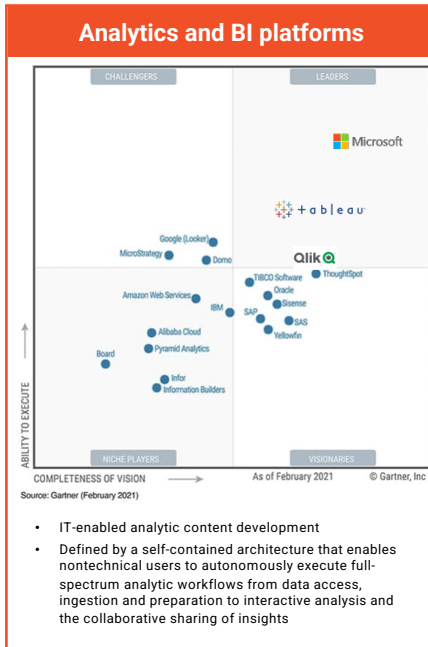 Analytics and BI platforms
CHALLENGERS
LEADERS
Microsoft
+ableau
Google (Looker)
MicroStrategy
Domo
Qlik
ThoughtSpot
TIBCO Software
Amazon Web Services
Oracle
Sisense
IBM
SAP
SAS
Alibaba Cloud
Yellowfin
Pyramid Analytics
Board
Infor
Information Builders
ABILITY TO EXECUTE
NICHE PLAYERS
VISIONARIES
COMPLETENESS OF VISION
As of February 2021
© Gartner, Inc
Source: Gartner (February 2021)
• IT-enabled analytic content development
• Defined by a self-contained architecture that enables
nontechnical users to autonomously execute full-
spectrum analytic workflows from data access,
ingestion and preparation to interactive analysis and
the collaborative sharing of insights